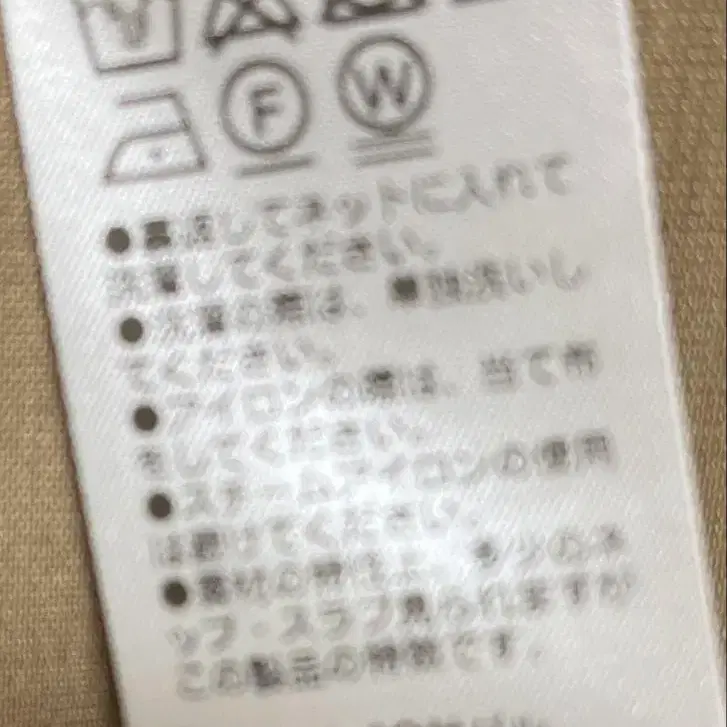 F W
●裏返してネットに入れて
洗濯してください。
●洗濯の際は、単独洗いし
てください。
●アイロンの際は、当て布
をしてください。
●スチームアイロンの使用
は避けてください。
●素材の特性上、多少のネ
ップ・スラブ見られますが
この製品の特徴です。